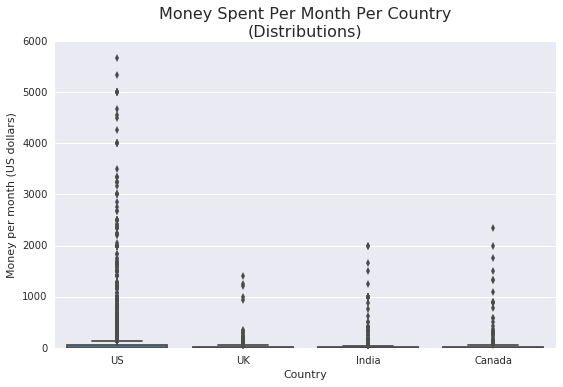 Money Spent Per Month Per Country
(Distributions)
6000
5000
4000
3000
2000
1000
0
Money per month (US dollars)
US
UK
India
Canada
Country